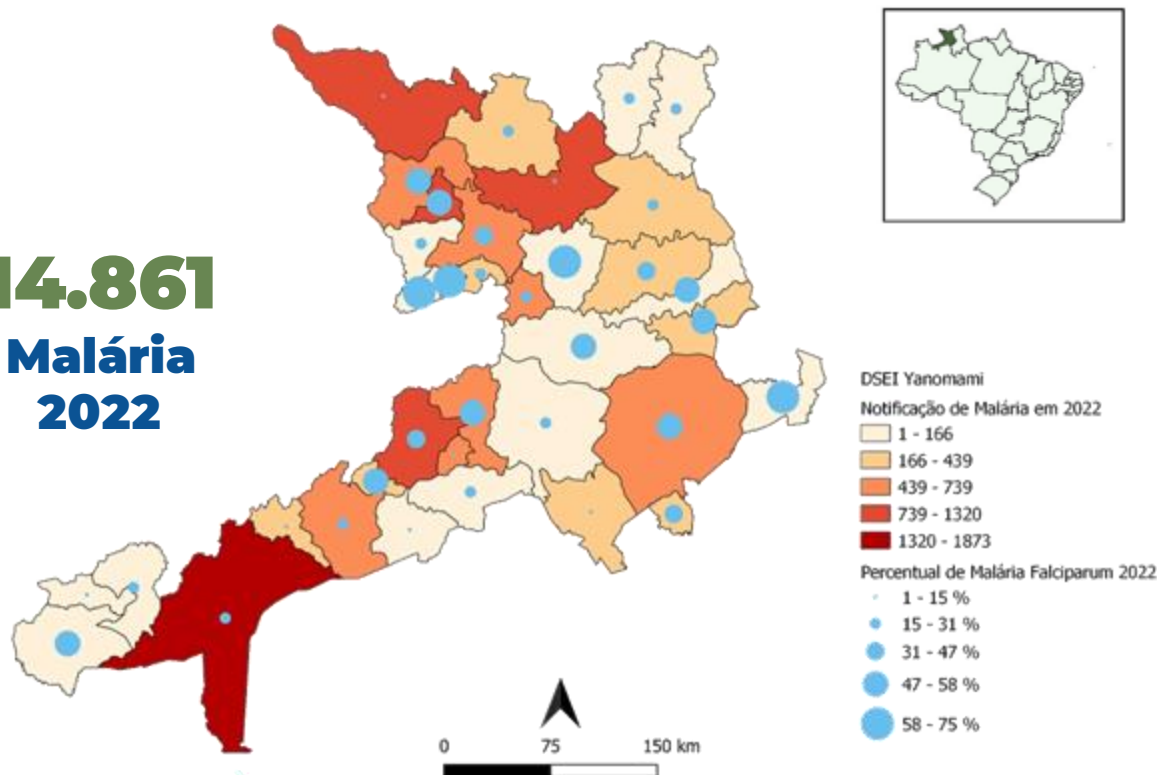 14.861
Malária
2022
DSEI Yanomami
Notificação de Malária em 2022
1 - 166
166 - 439
439 - 739
739 - 1320
1320 - 1873
Percentual de Malária Falciparum 2022
1 - 15 %
15 - 31 %
31 - 47 %
47 - 58 %
58 - 75 %
0 75 150 km